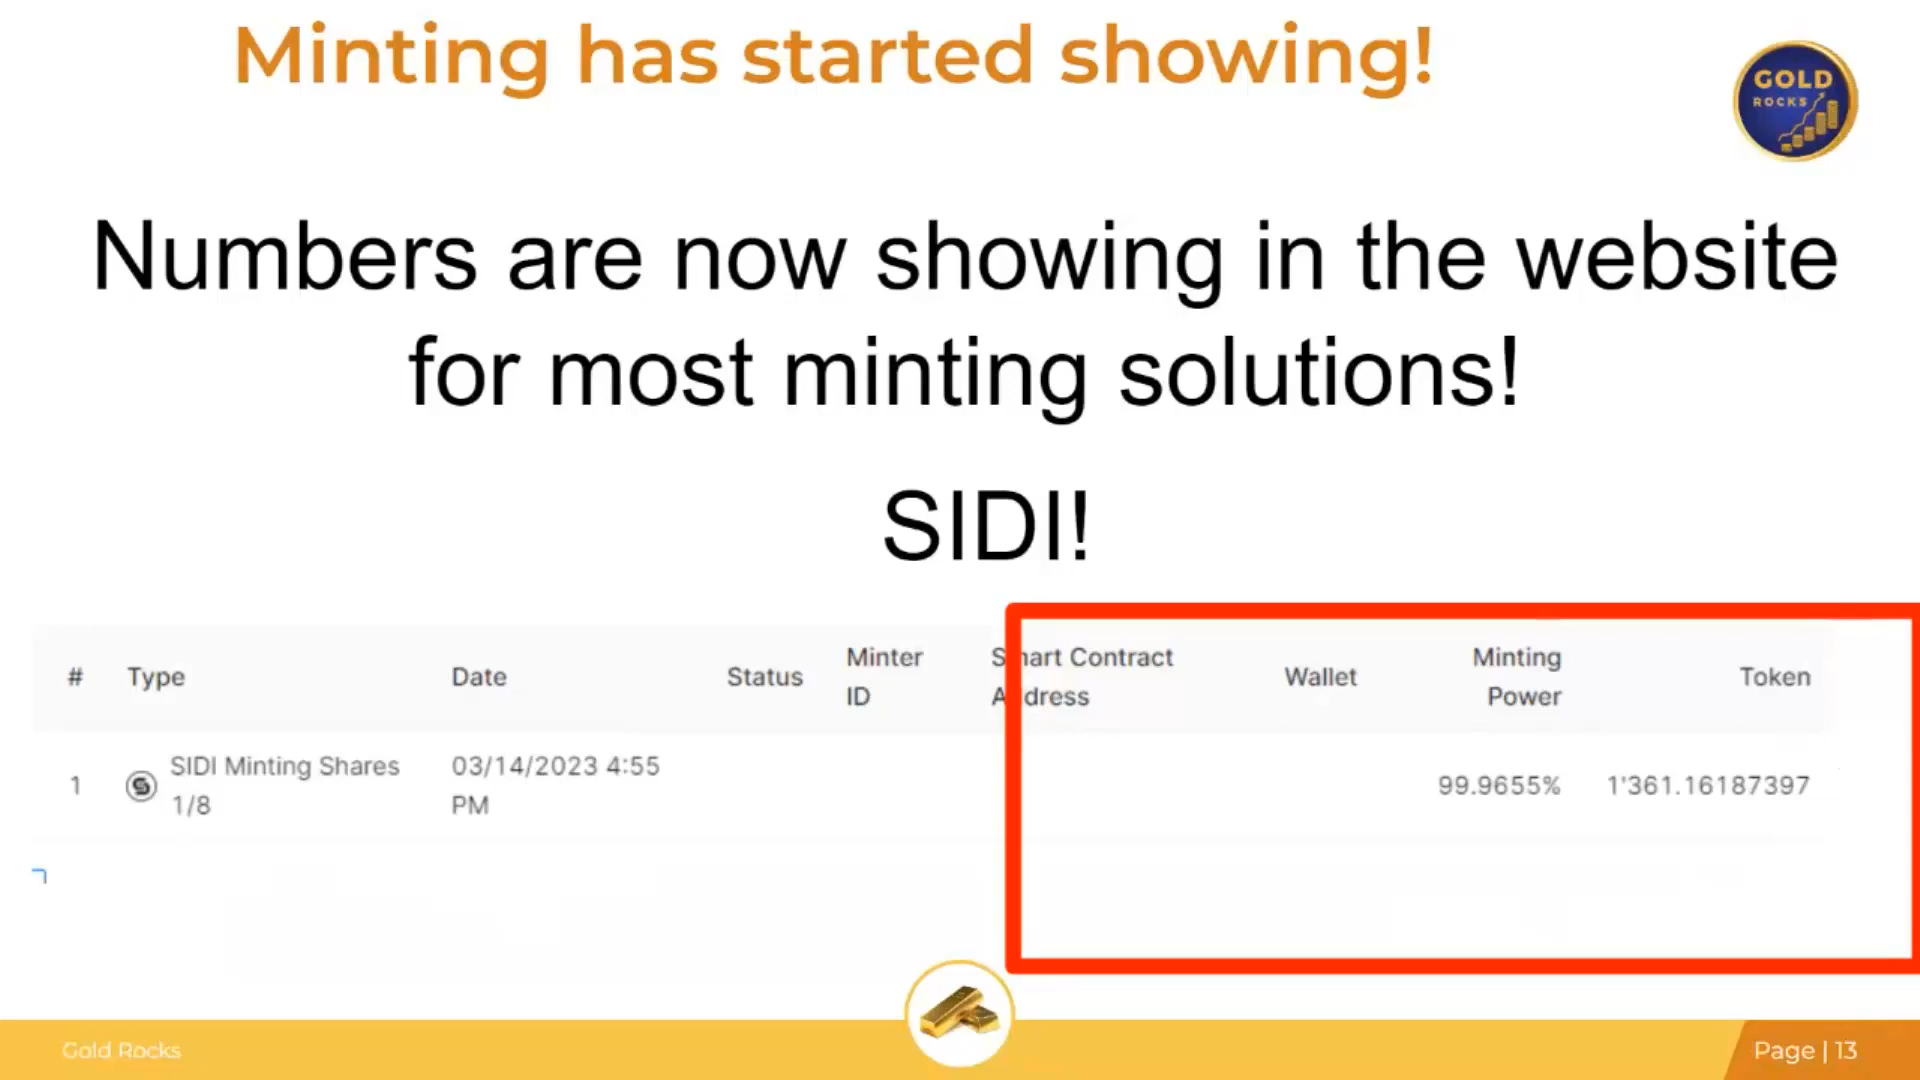 Minting has started showing!
GOLD
ROCKS
Numbers are now showing in the website
for most minting solutions!
SIDI!
# Type Date Status Minter ID Smart Contract Address Wallet Minting Power Token
1 SIDI Minting Shares 1/8 03/14/2023 4:55 PM 99.9655% 1'361.16187397
Gold Rocks
Page | 13